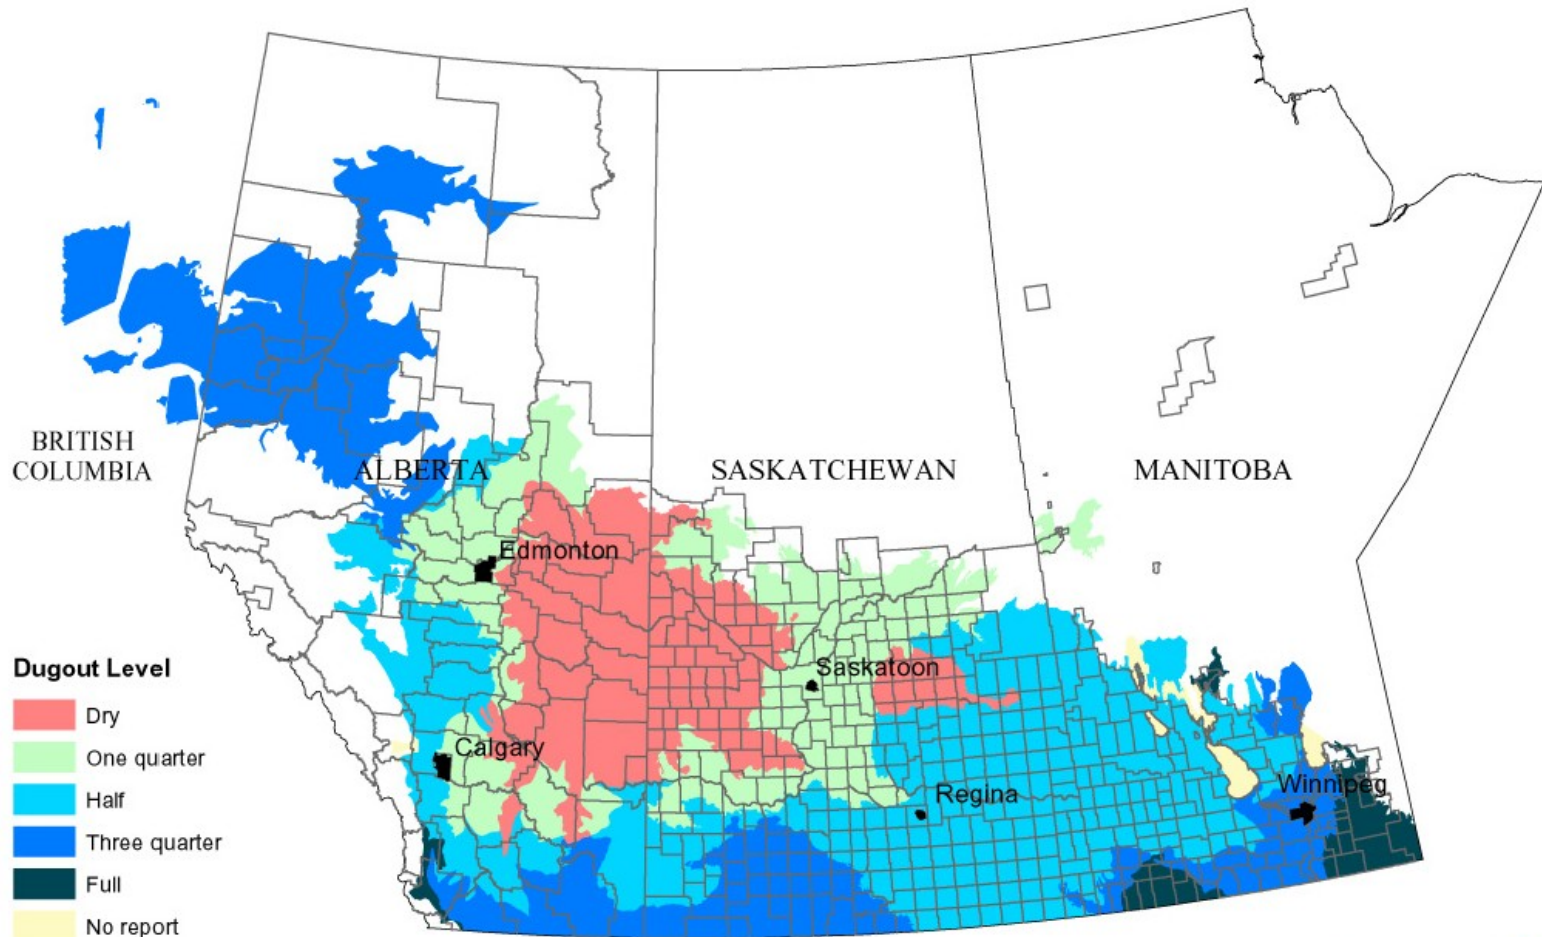 BRITISH
COLUMBIA
ALBERTA
SASKATCHEWAN
MANITOBA
Edmonton
Saskatoon
Calgary
Regina
Winnipeg
Dugout Level
Dry
One quarter
Half
Three quarter
Full
No report